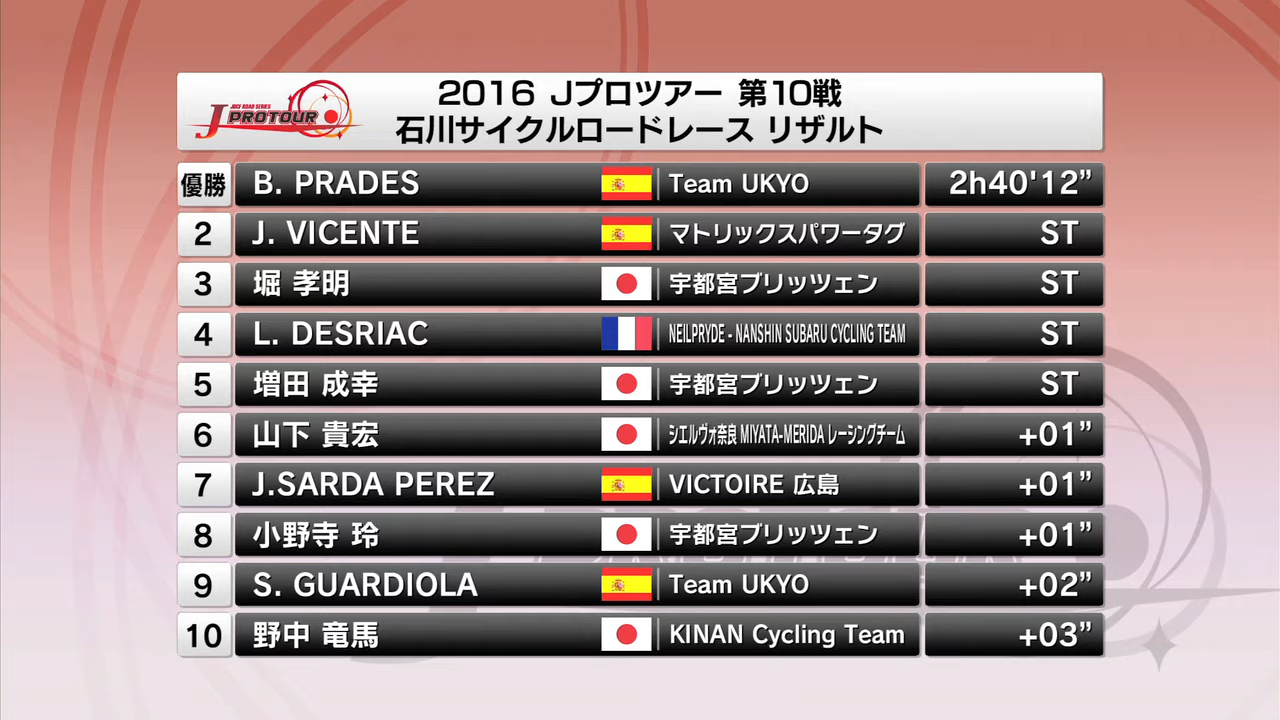 JBCF ROAD SERIES
J PROTOUR
2016 Jプロツアー 第10戦
石川サイクルロードレース リザルト
優勝 B. PRADES Team UKYO 2h40'12”
2 J. VICENTE マトリックスパワータグ ST
3 堀 孝明 宇都宮ブリッツェン ST
4 L. DESRIAC NEILPRYDE - NANSHIN SUBARU CYCLING TEAM ST
5 増田 成幸 宇都宮ブリッツェン ST
6 山下 貴宏 シエルヴォ奈良 MIYATA-MERIDA レーシングチーム +01”
7 J.SARDA PEREZ VICTOIRE 広島 +01”
8 小野寺 玲 宇都宮ブリッツェン +01”
9 S. GUARDIOLA Team UKYO +02”
10 野中 竜馬 KINAN Cycling Team +03”